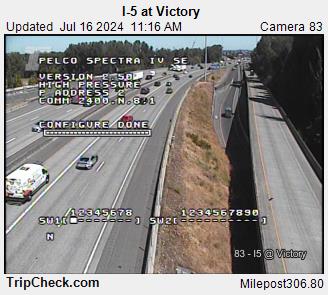 I-5 at Victory
Updated Jul 16 2024 11:16 AM Camera 83
PELCO SPECTRA IV SE
VERSION 2.50
HIGH PRESSURE
P ADDRESS 2
COMM 2400,N,8,1
CONFIGURE DONE
12345678 1234567890
SW1[ ] SW2[ ]
N
83 - I5 @ Victory
TripCheck.com Milepost306.80